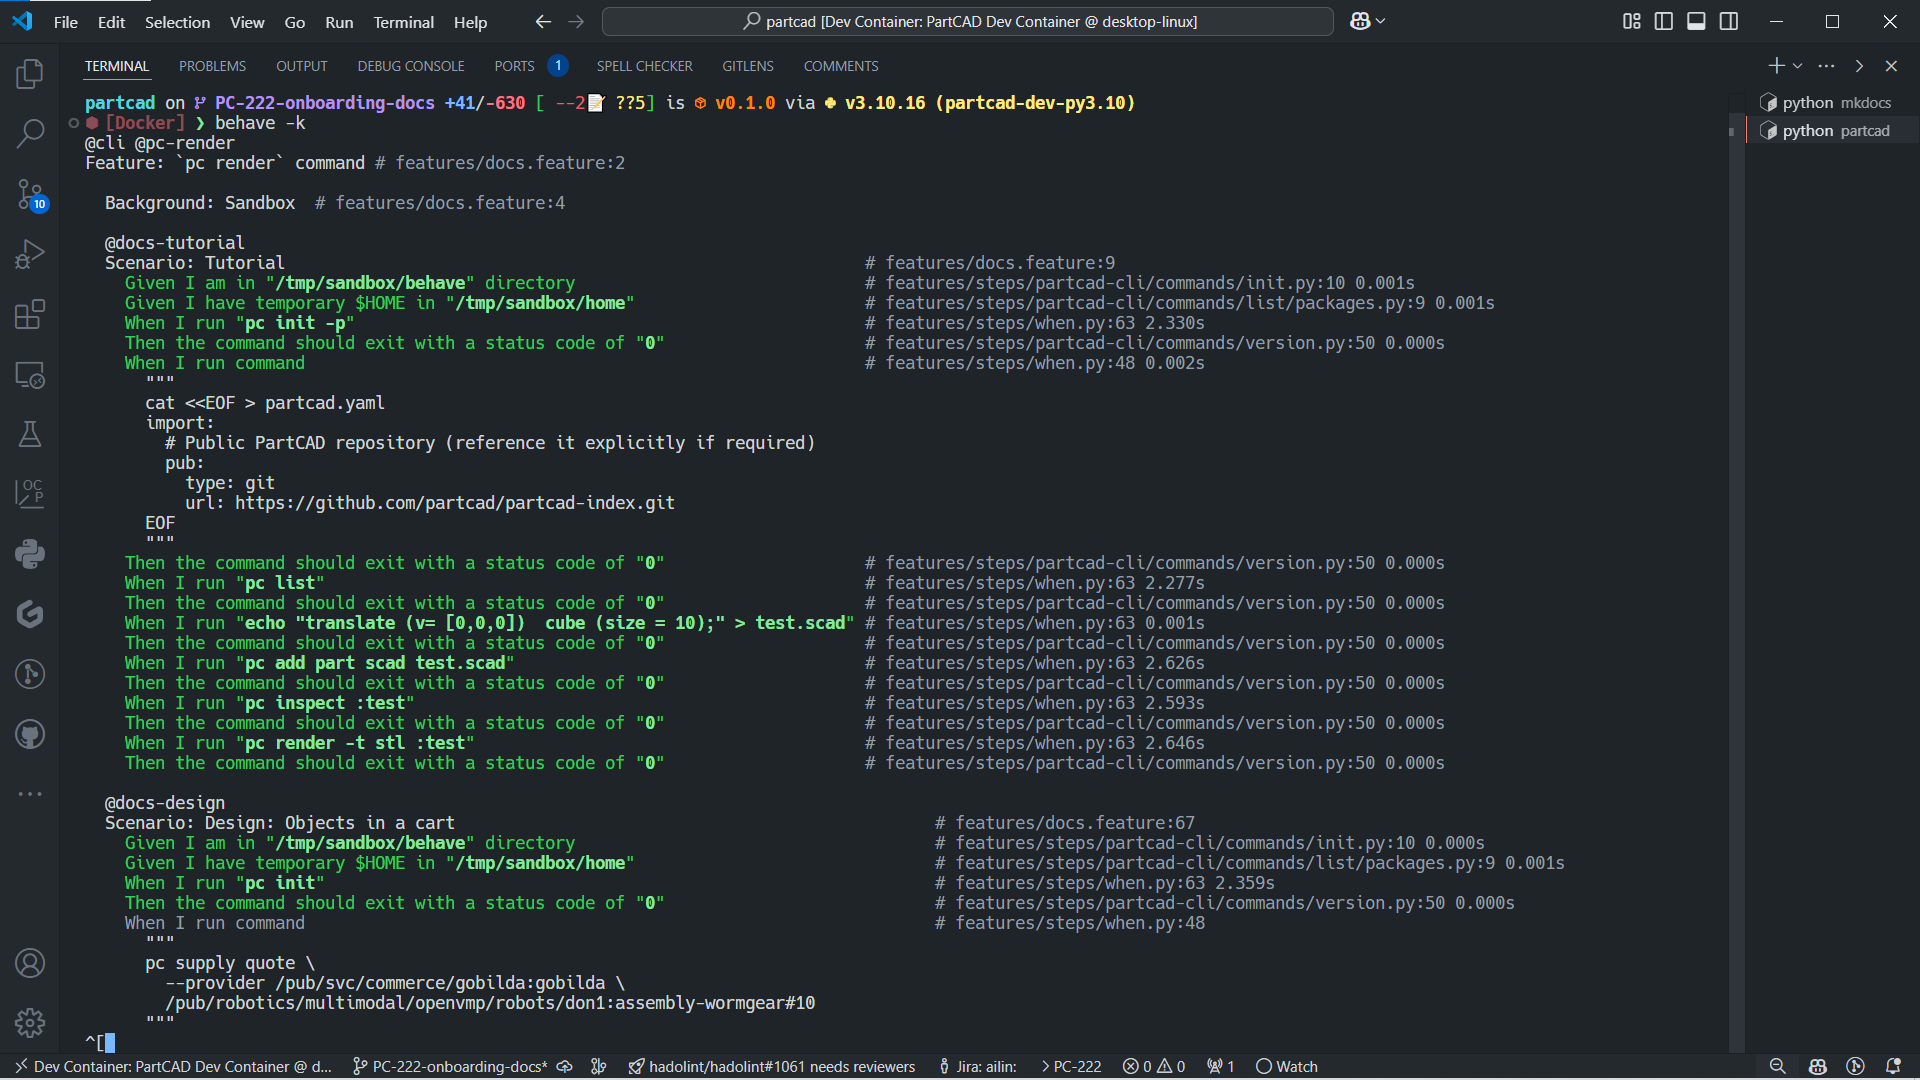 File Edit Selection View Go Run Terminal Help
partcad [Dev Container: PartCAD Dev Container @ desktop-linux]
TERMINAL PROBLEMS OUTPUT DEBUG CONSOLE PORTS 1 SPELL CHECKER GITLENS COMMENTS
partcad on PC-222-onboarding-docs +41/-630 [ --2📝 ??5] is v0.1.0 via v3.10.16 (partcad-dev-py3.10)
[Docker] ❯ behave -k
@cli @pc-render
Feature: `pc render` command # features/docs.feature:2
Background: Sandbox # features/docs.feature:4
@docs-tutorial
Scenario: Tutorial # features/docs.feature:9
Given I am in "/tmp/sandbox/behave" directory # features/steps/partcad-cli/commands/init.py:10 0.001s
Given I have temporary $HOME in "/tmp/sandbox/home" # features/steps/partcad-cli/commands/list/packages.py:9 0.001s
When I run "pc init -p" # features/steps/when.py:63 2.330s
Then the command should exit with a status code of "0" # features/steps/partcad-cli/commands/version.py:50 0.000s
When I run command # features/steps/when.py:48 0.002s
"""
cat <<EOF > partcad.yaml
import:
# Public PartCAD repository (reference it explicitly if required)
pub:
type: git
url: https://github.com/partcad/partcad-index.git
EOF
"""
Then the command should exit with a status code of "0" # features/steps/partcad-cli/commands/version.py:50 0.000s
When I run "pc list" # features/steps/when.py:63 2.277s
Then the command should exit with a status code of "0" # features/steps/partcad-cli/commands/version.py:50 0.000s
When I run "echo "translate (v= [0,0,0])  cube (size = 10);" > test.scad" # features/steps/when.py:63 0.001s
Then the command should exit with a status code of "0" # features/steps/partcad-cli/commands/version.py:50 0.000s
When I run "pc add part scad test.scad" # features/steps/when.py:63 2.626s
Then the command should exit with a status code of "0" # features/steps/partcad-cli/commands/version.py:50 0.000s
When I run "pc inspect :test" # features/steps/when.py:63 2.593s
Then the command should exit with a status code of "0" # features/steps/partcad-cli/commands/version.py:50 0.000s
When I run "pc render -t stl :test" # features/steps/when.py:63 2.646s
Then the command should exit with a status code of "0" # features/steps/partcad-cli/commands/version.py:50 0.000s
@docs-design
Scenario: Design: Objects in a cart # features/docs.feature:67
Given I am in "/tmp/sandbox/behave" directory # features/steps/partcad-cli/commands/init.py:10 0.000s
Given I have temporary $HOME in "/tmp/sandbox/home" # features/steps/partcad-cli/commands/list/packages.py:9 0.001s
When I run "pc init" # features/steps/when.py:63 2.359s
Then the command should exit with a status code of "0" # features/steps/partcad-cli/commands/version.py:50 0.000s
When I run command # features/steps/when.py:48
"""
pc supply quote \
--provider /pub/svc/commerce/gobilda:gobilda \
/pub/robotics/multimodal/openvmp/robots/don1:assembly-wormgear#10
"""
^[
python mkdocs
python partcad
10
OC
P
Dev Container: PartCAD Dev Container @ d... PC-222-onboarding-docs* hadolint/hadolint#1061 needs reviewers Jira: ailin: PC-222 0 0 1 Watch